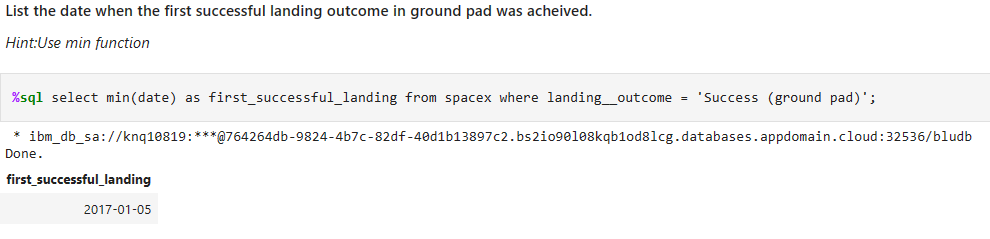 List the date when the first successful landing outcome in ground pad was acheived.
Hint:Use min function
%sql select min(date) as first_successful_landing from spacex where landing__outcome = 'Success (ground pad)';
* ibm_db_sa://knq10819:***@764264db-9824-4b7c-82df-40d1b13897c2.bs2io90l08kqb1od8lcg.databases.appdomain.cloud:32536/bludb
Done.
first_successful_landing
2017-01-05